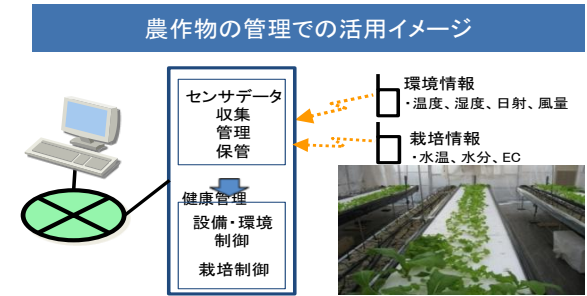 農作物の管理での活用イメージ
センサデータ
収集
管理
保管
環境情報
・温度、湿度、日射、風量
栽培情報
・水温、水分、EC
健康管理
設備・環境
制御
栽培制御